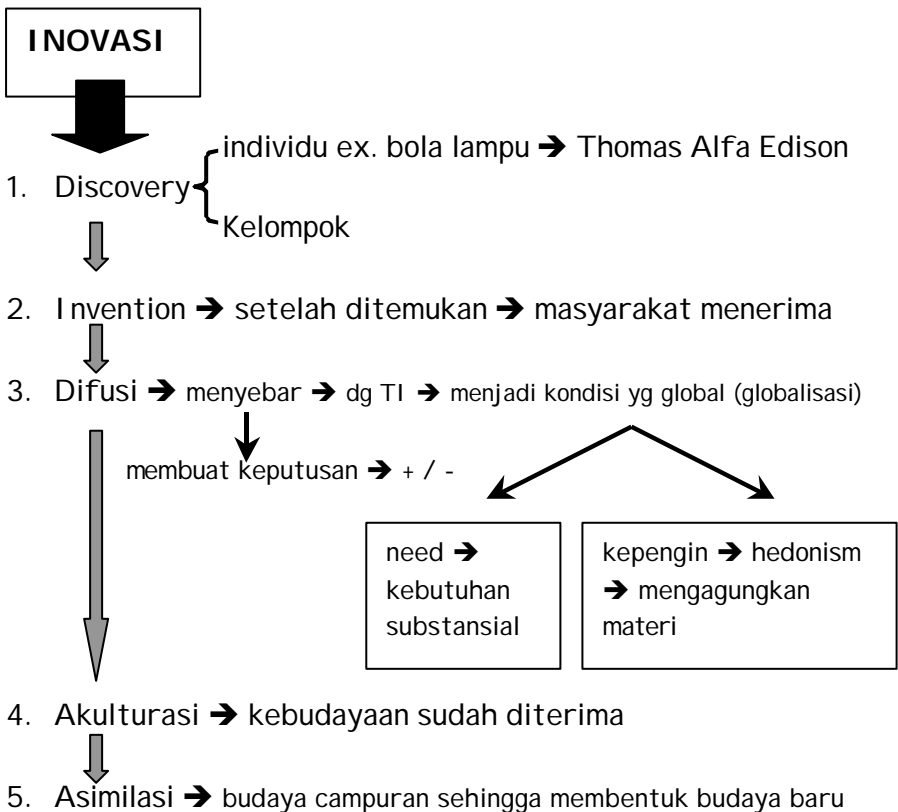 INOVASI
individu ex. bola lampu ➔ Thomas Alfa Edison
1. Discovery
Kelompok
2. Invention ➔ setelah ditemukan ➔ masyarakat menerima
3. Difusi ➔ menyebar ➔ dg TI ➔ menjadi kondisi yg global (globalisasi)
membuat keputusan ➔ + / -
need ➔
kebutuhan
substansial
kepengin ➔ hedonism
➔ mengagungkan
materi
4. Akulturasi ➔ kebudayaan sudah diterima
5. Asimilasi ➔ budaya campuran sehingga membentuk budaya baru